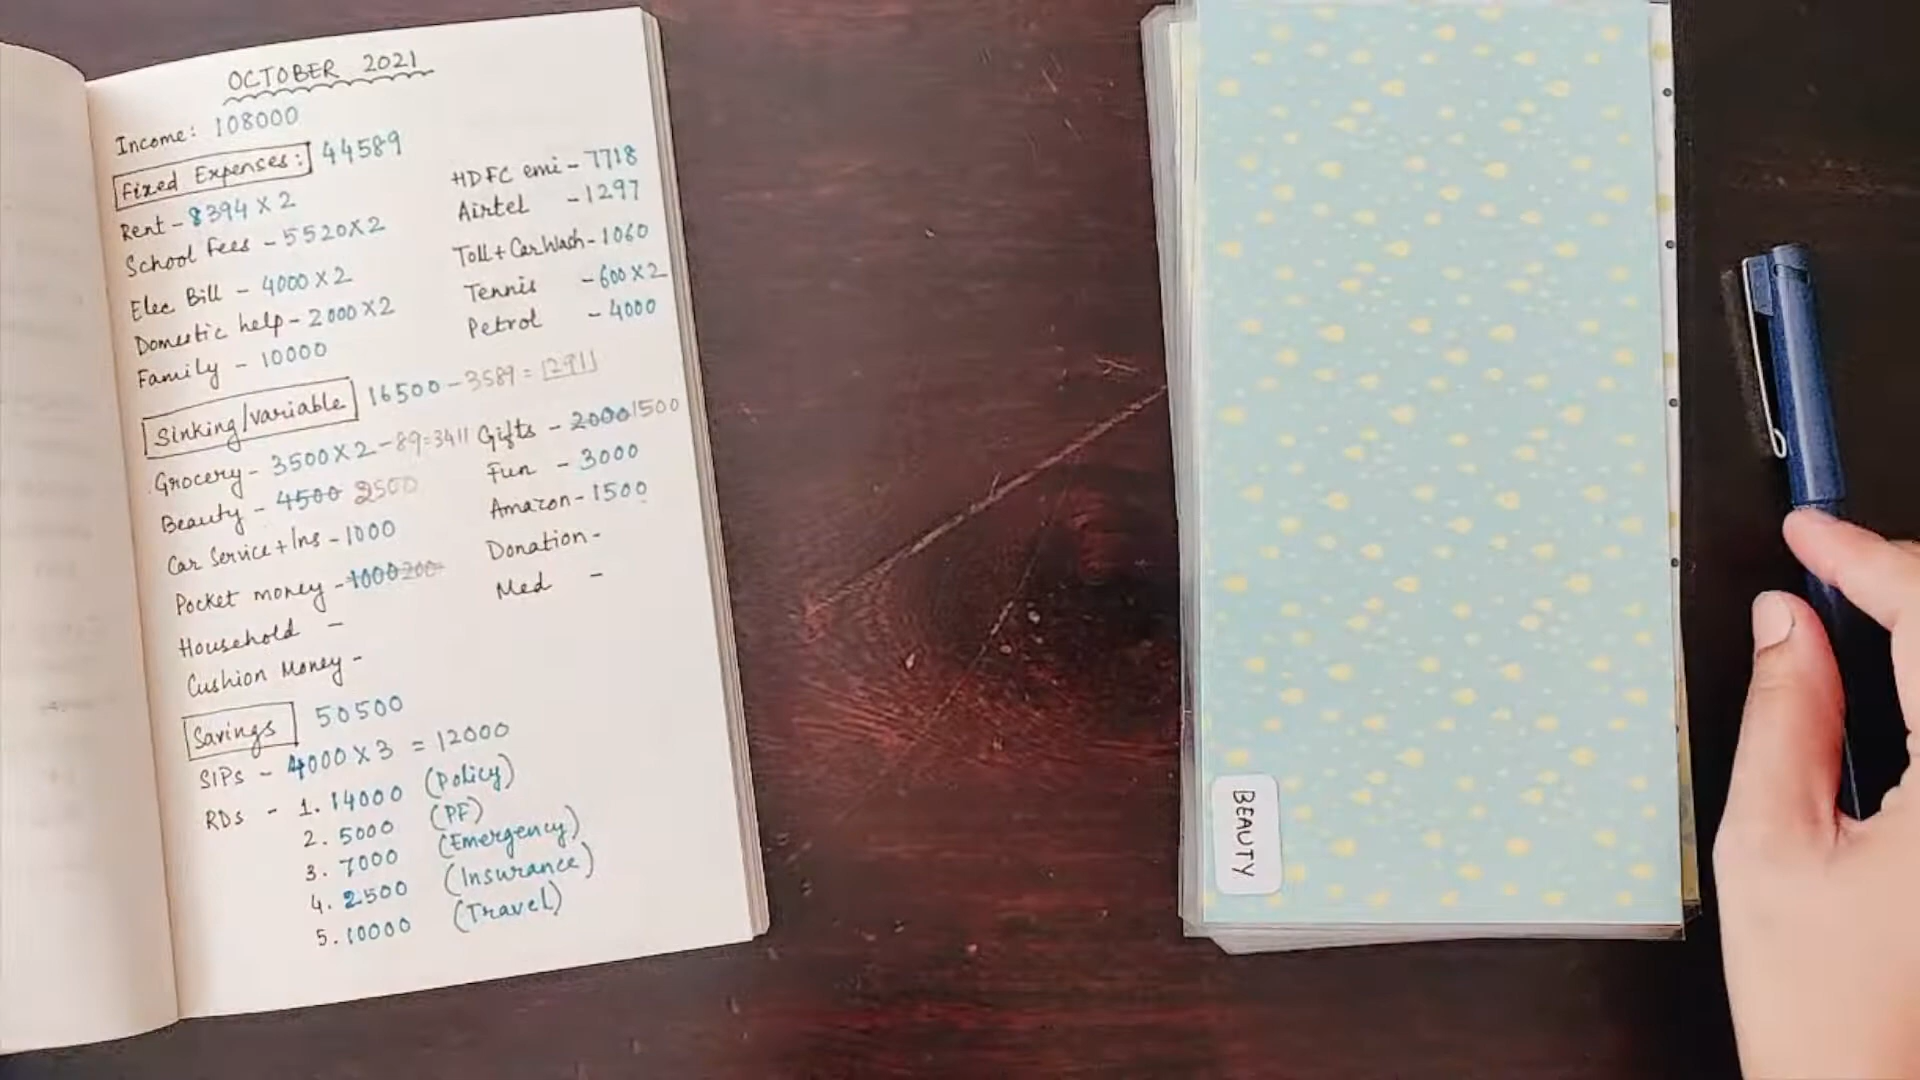 OCTOBER 2021
Income: 108000
Fixed Expenses: 44589
Rent - 8394 X 2
School Fees - 5520 X 2
Elec Bill - 4000 X 2
Domestic help - 2000 X 2
Family - 10000
HDFC emi - 7718
Airtel - 1297
Toll + Car Wash - 1060
Tennis - 600 X 2
Petrol - 4000
Sinking/variable 16500 - 3589 =
Grocery - 3500 X 2 - 89 = 3411
Beauty - 4500 2500
Car Service + Ins - 1000
Pocket money - 1000 200
Household -
Cushion Money -
Gifts - 2000 1500
Fun - 3000
Amazon - 1500
Donation -
Med -
Savings 50500
SIPs - 4000 X 3 = 12000
RDs - 1. 14000 (Policy)
2. 5000 (PF)
3. 7000 (Emergency)
4. 2500 (Insurance)
5. 10000 (Travel)
BEAUTY